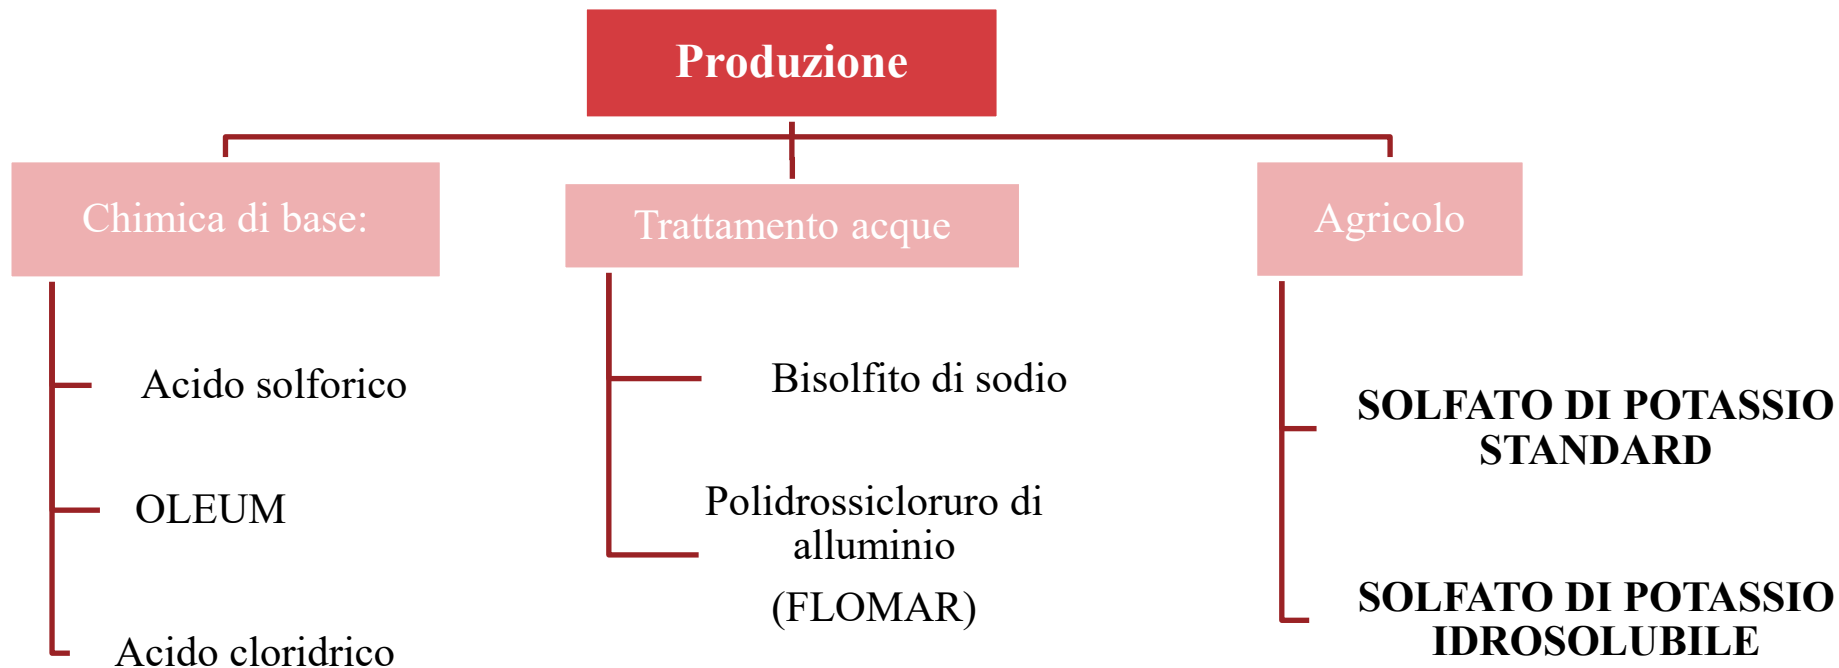 Produzione
Chimica di base:
Acido solforico
OLEUM
Acido cloridrico
Trattamento acque
Bisolfito di sodio
Polidrossicloruro di
alluminio
(FLOMAR)
Agricolo
SOLFATO DI POTASSIO
STANDARD
SOLFATO DI POTASSIO
IDROSOLUBILE